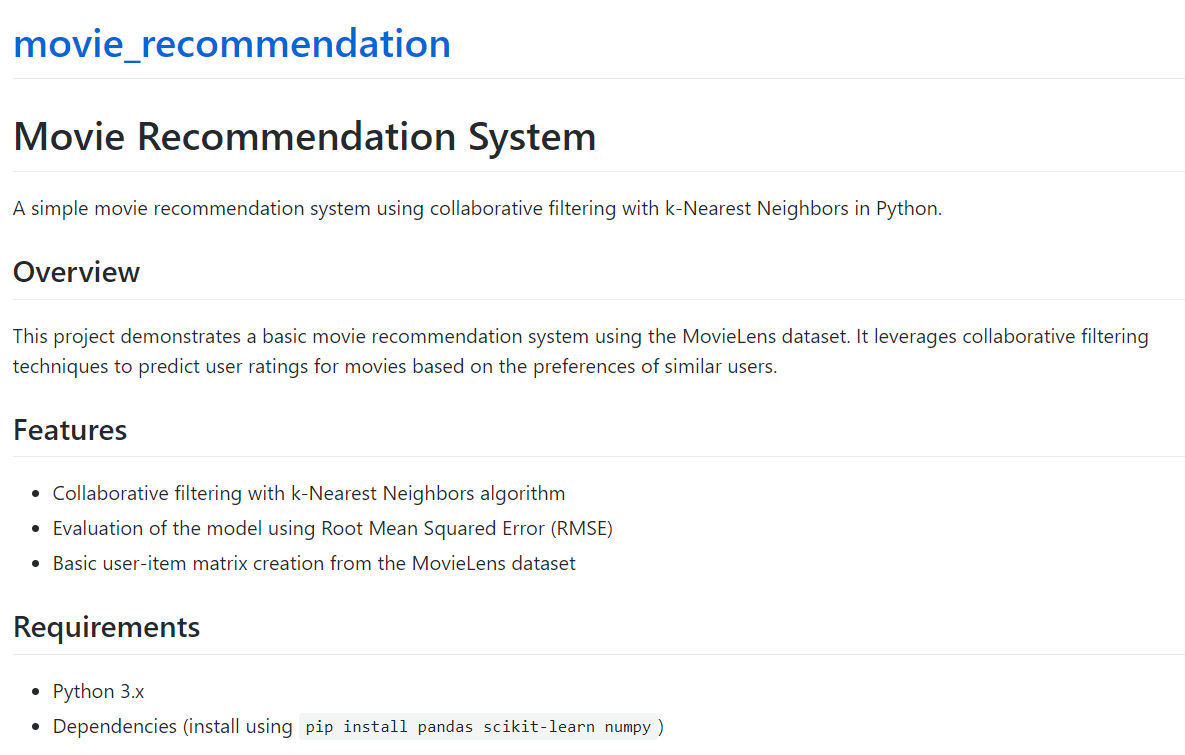 movie_recommendation
Movie Recommendation System
A simple movie recommendation system using collaborative filtering with k-Nearest Neighbors in Python.
Overview
This project demonstrates a basic movie recommendation system using the MovieLens dataset. It leverages collaborative filtering
techniques to predict user ratings for movies based on the preferences of similar users.
Features
• Collaborative filtering with k-Nearest Neighbors algorithm
• Evaluation of the model using Root Mean Squared Error (RMSE)
• Basic user-item matrix creation from the MovieLens dataset
Requirements
• Python 3.x
• Dependencies (install using pip install pandas scikit-learn numpy )